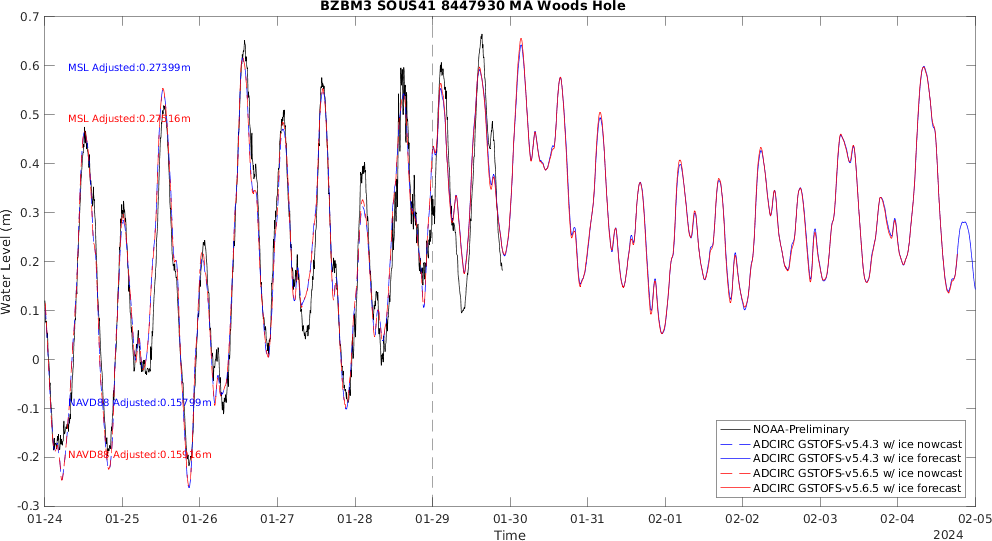 BZBM3 SOUS41 8447930 MA Woods Hole
0.7
0.6
0.5
0.4
0.3
0.2
0.1
0
-0.1
-0.2
-0.3
Water Level (m)
MSL Adjusted:0.27399m
MSL Adjusted:0.27516m
NAVD88 Adjusted:0.15799m
NAVD88 Adjusted:0.15916m
NOAA-Preliminary
ADCIRC GSTOFS-v5.4.3 w/ ice nowcast
ADCIRC GSTOFS-v5.4.3 w/ ice forecast
ADCIRC GSTOFS-v5.6.5 w/ ice nowcast
ADCIRC GSTOFS-v5.6.5 w/ ice forecast
01-24 01-25 01-26 01-27 01-28 01-29 01-30 01-31 02-01 02-02 02-03 02-04 02-05
Time
2024